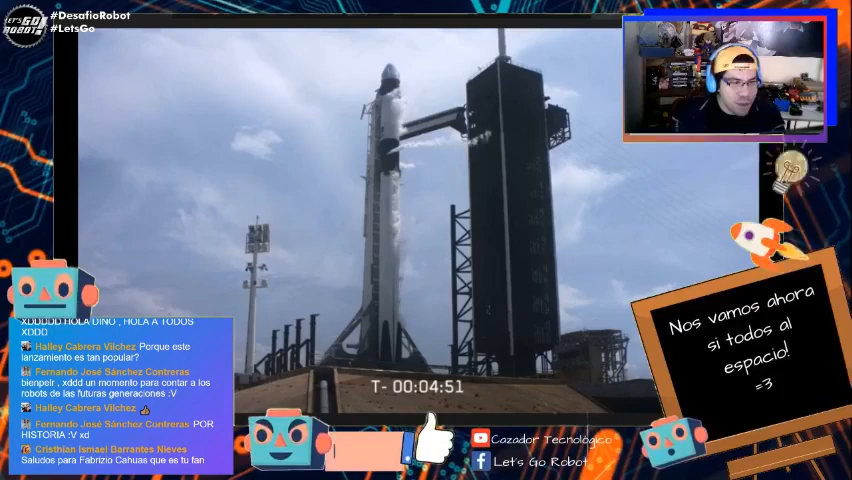 LET'S GO ROBOT!
#DesafioRobot
#LetsGo
T- 00:04:51
XDDDDD HOLA DINO , HOLA A TODOS
XDDD
Halley Cabrera Vilchez Porque este
lanzamiento es tan popular?
Fernando José Sánchez Contreras
bienpelr , xddd un momento para contar a los
robots de las futuras generaciones :V
Halley Cabrera Vilchez
Fernando José Sánchez Contreras POR
HISTORIA :V xd
Cristhian Ismael Barrantes Nieves
Saludos para Fabrizio Cahuas que es tu fan
Cazador Tecnológico
Let's Go Robot
Nos vamos ahora
si todos al
espacio!
=3